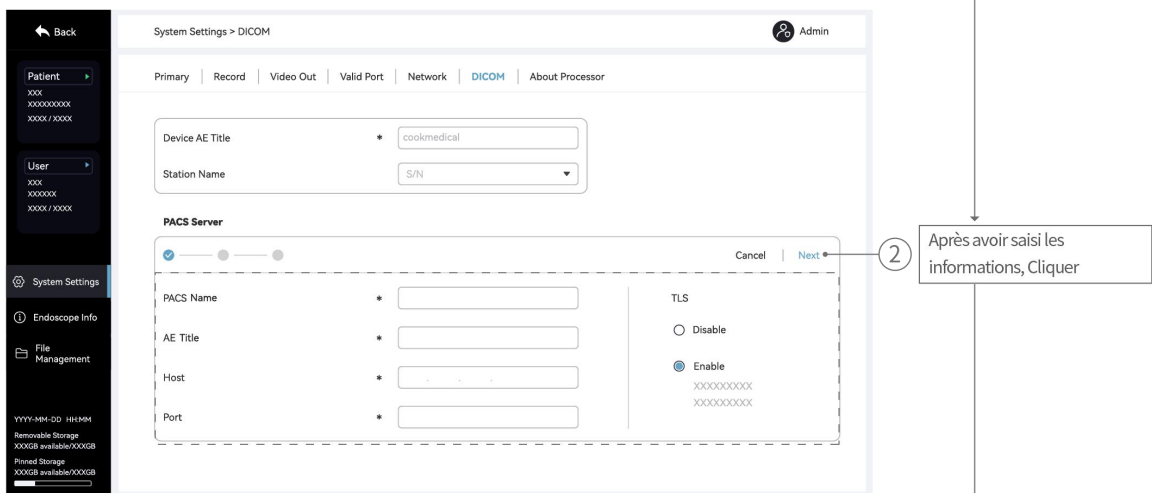 Back
System Settings > DICOM
Admin
Patient
XXX
XXXXXXXXX
XXXX / XXXX
User
XXX
XXXXXX
XXXX / XXXX
System Settings
Endoscope Info
File
Management
YYYY-MM-DD HH:MM
Removable Storage
XXXGB available/XXXGB
Pinned Storage
XXXGB available/XXXGB
Primary | Record | Video Out | Valid Port | Network | DICOM | About Processor
Device AE Title * cookmedical
Station Name S/N
PACS Server
Cancel | Next
PACS Name *
AE Title *
Host * . . .
Port *
TLS
Disable
Enable
XXXXXXXXX
XXXXXXXXX
2
Après avoir saisi les
informations, Cliquer